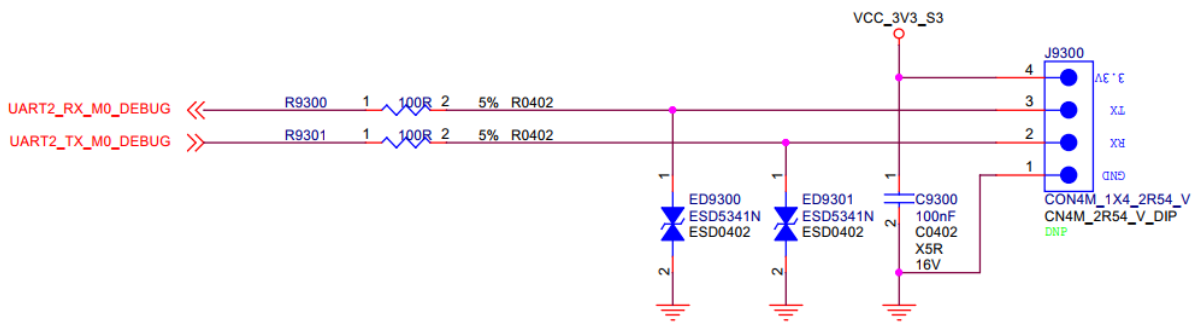 VCC_3V3_S3
J9300
4 3.3V
UART2_RX_M0_DEBUG R9300 1 100R 2 5% R0402 3 TX
UART2_TX_M0_DEBUG R9301 1 100R 2 5% R0402 2 RX
1 GND
1 ED9300
ESD5341N
ESD0402
2
1 ED9301
ESD5341N
ESD0402
2
1 C9300
100nF
2 C0402
X5R
16V
CON4M_1X4_2R54_V
CN4M_2R54_V_DIP
DNP